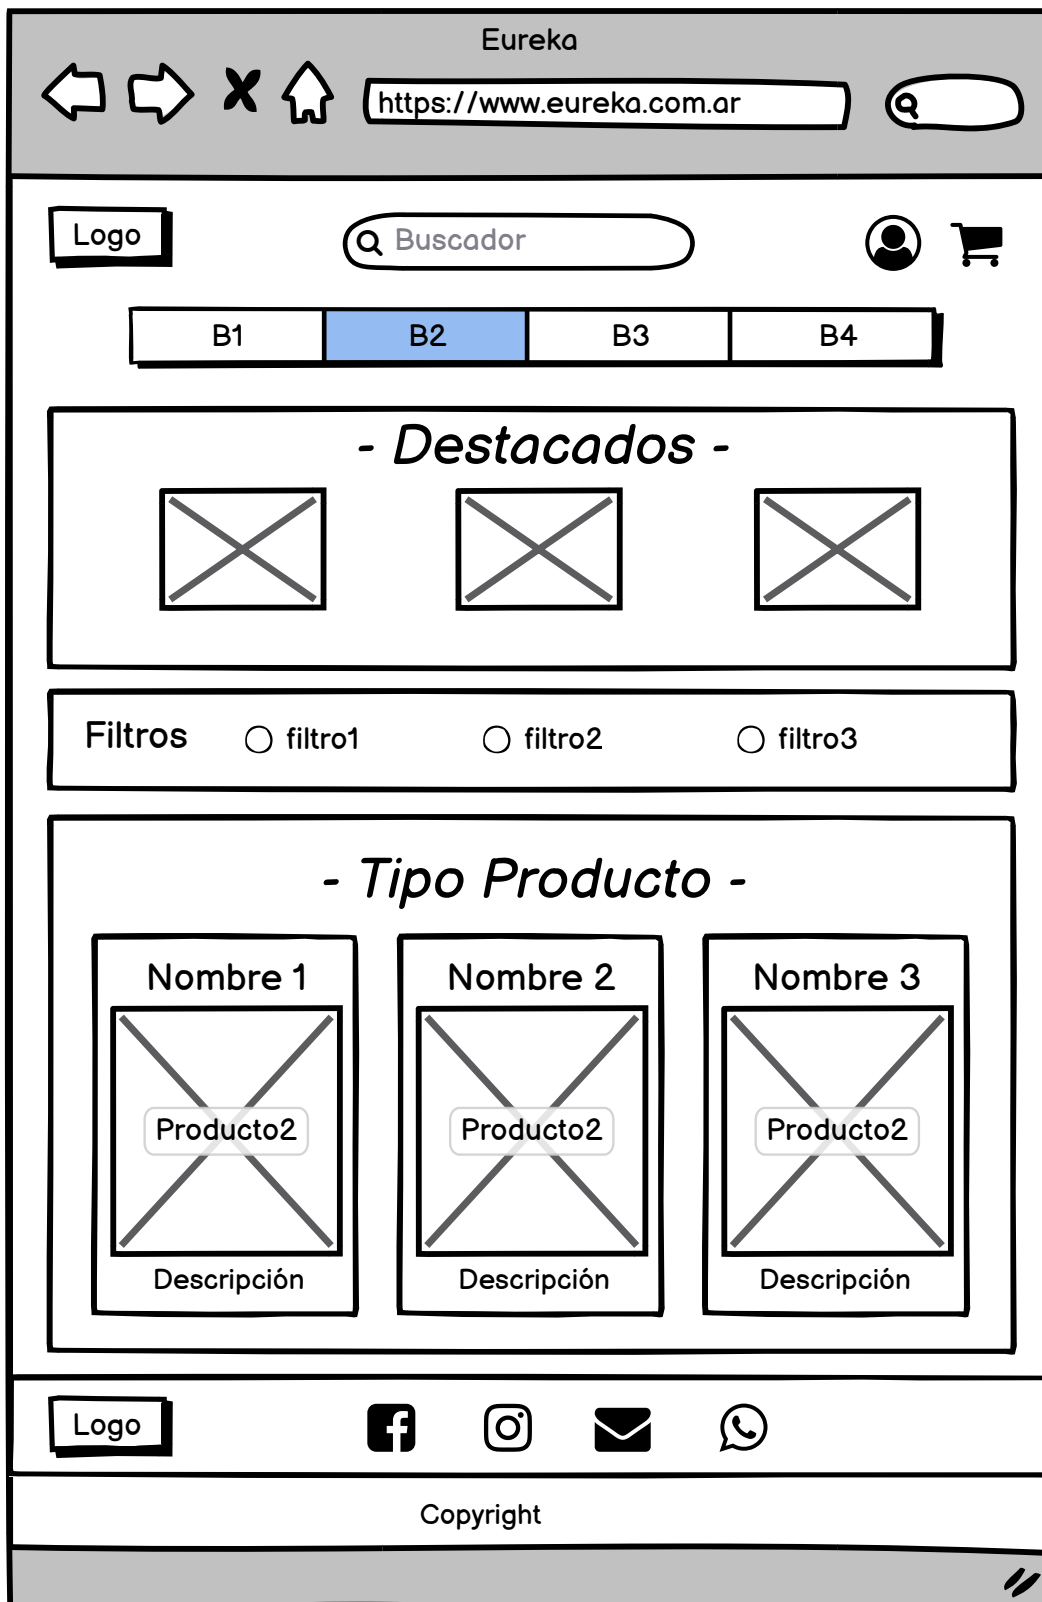 Eureka
https://www.eureka.com.ar
Logo
Buscador
B1 B2 B3 B4
- Destacados -
Filtros filtro1 filtro2 filtro3
- Tipo Producto -
Nombre 1 Nombre 2 Nombre 3
Producto2 Producto2 Producto2
Descripción Descripción Descripción
Logo
Copyright